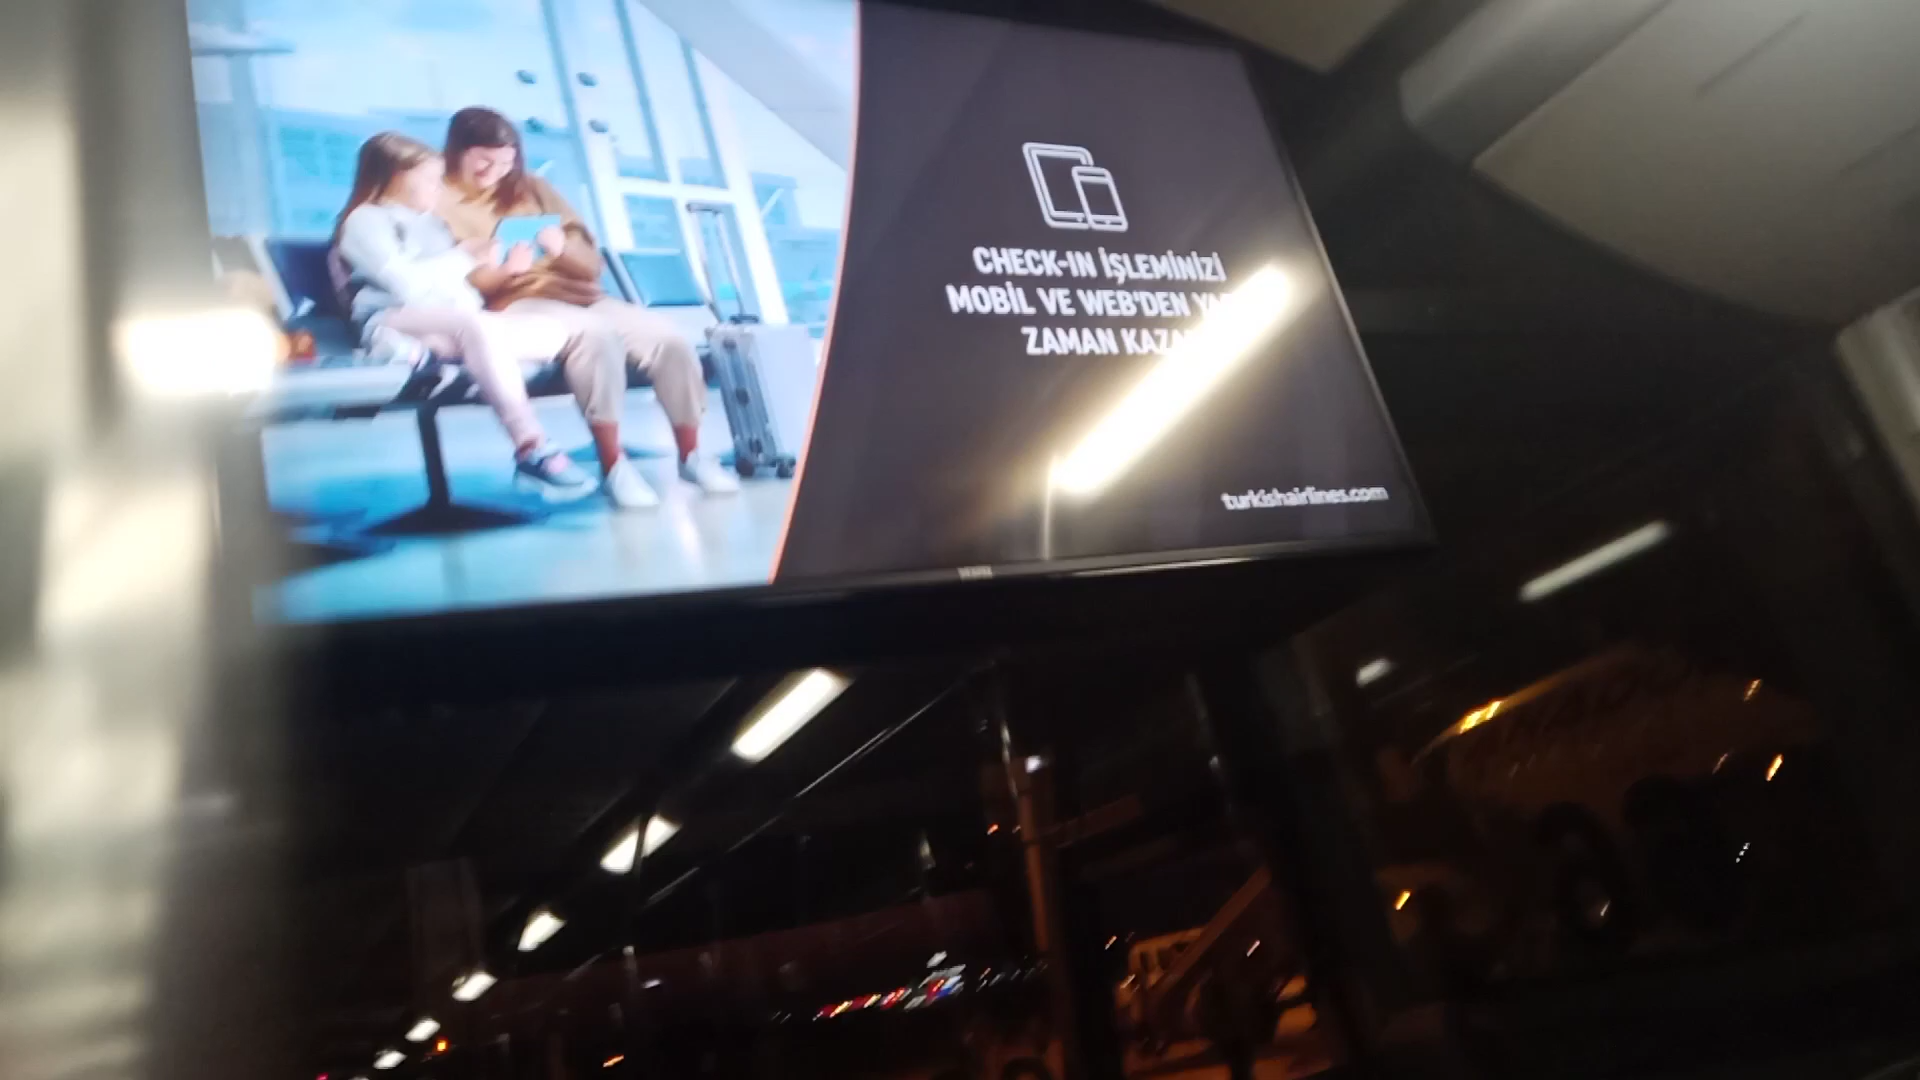 CHECK-IN İŞLEMİNİZİ
MOBİL VE WEB'DEN
ZAMAN
turkishairlines.com